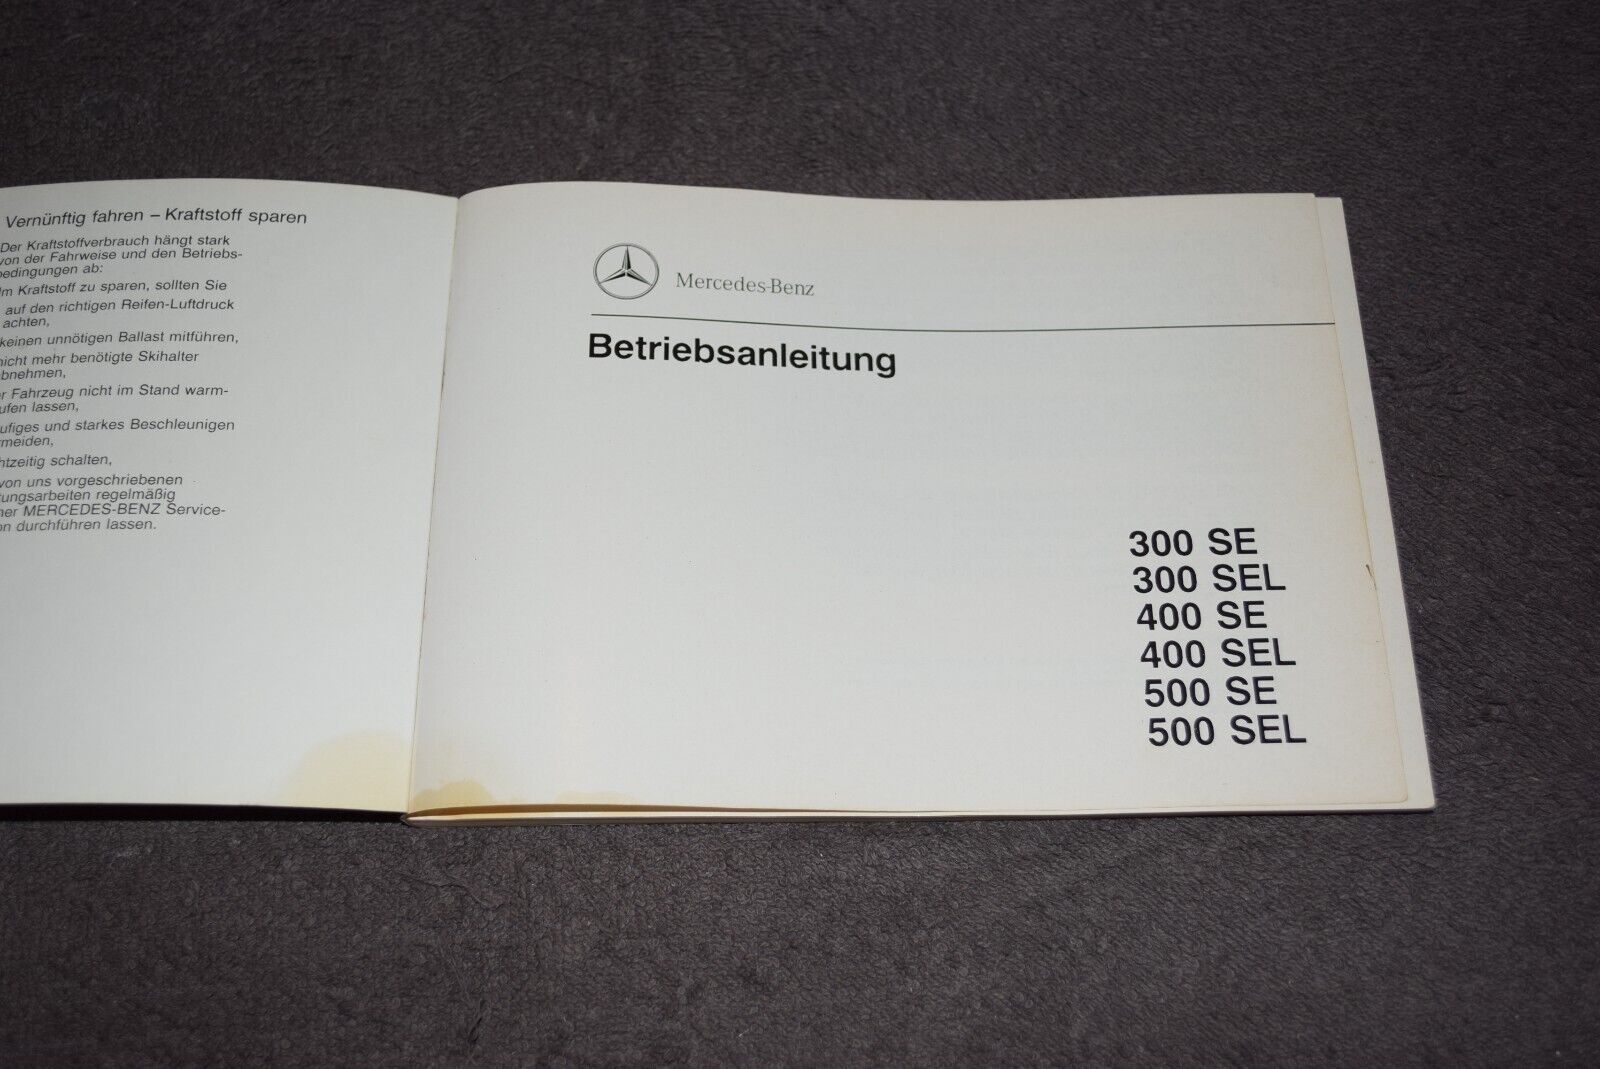 Vernünftig fahren – Kraftstoff sparen
Der Kraftstoffverbrauch hängt stark
von der Fahrweise und den Betriebs-
bedingungen ab:
Um Kraftstoff zu sparen, sollten Sie
auf den richtigen Reifen-Luftdruck
achten,
keinen unnötigen Ballast mitführen,
nicht mehr benötigte Skihalter
abnehmen,
Fahrzeug nicht im Stand warm-
lassen,
und starkes Beschleunigen
schalten,
von uns vorgeschriebenen
regelmäßig
MERCEDES-BENZ Service-
durchführen lassen.
Mercedes-Benz
Betriebsanleitung
300 SE
300 SEL
400 SE
400 SEL
500 SE
500 SEL